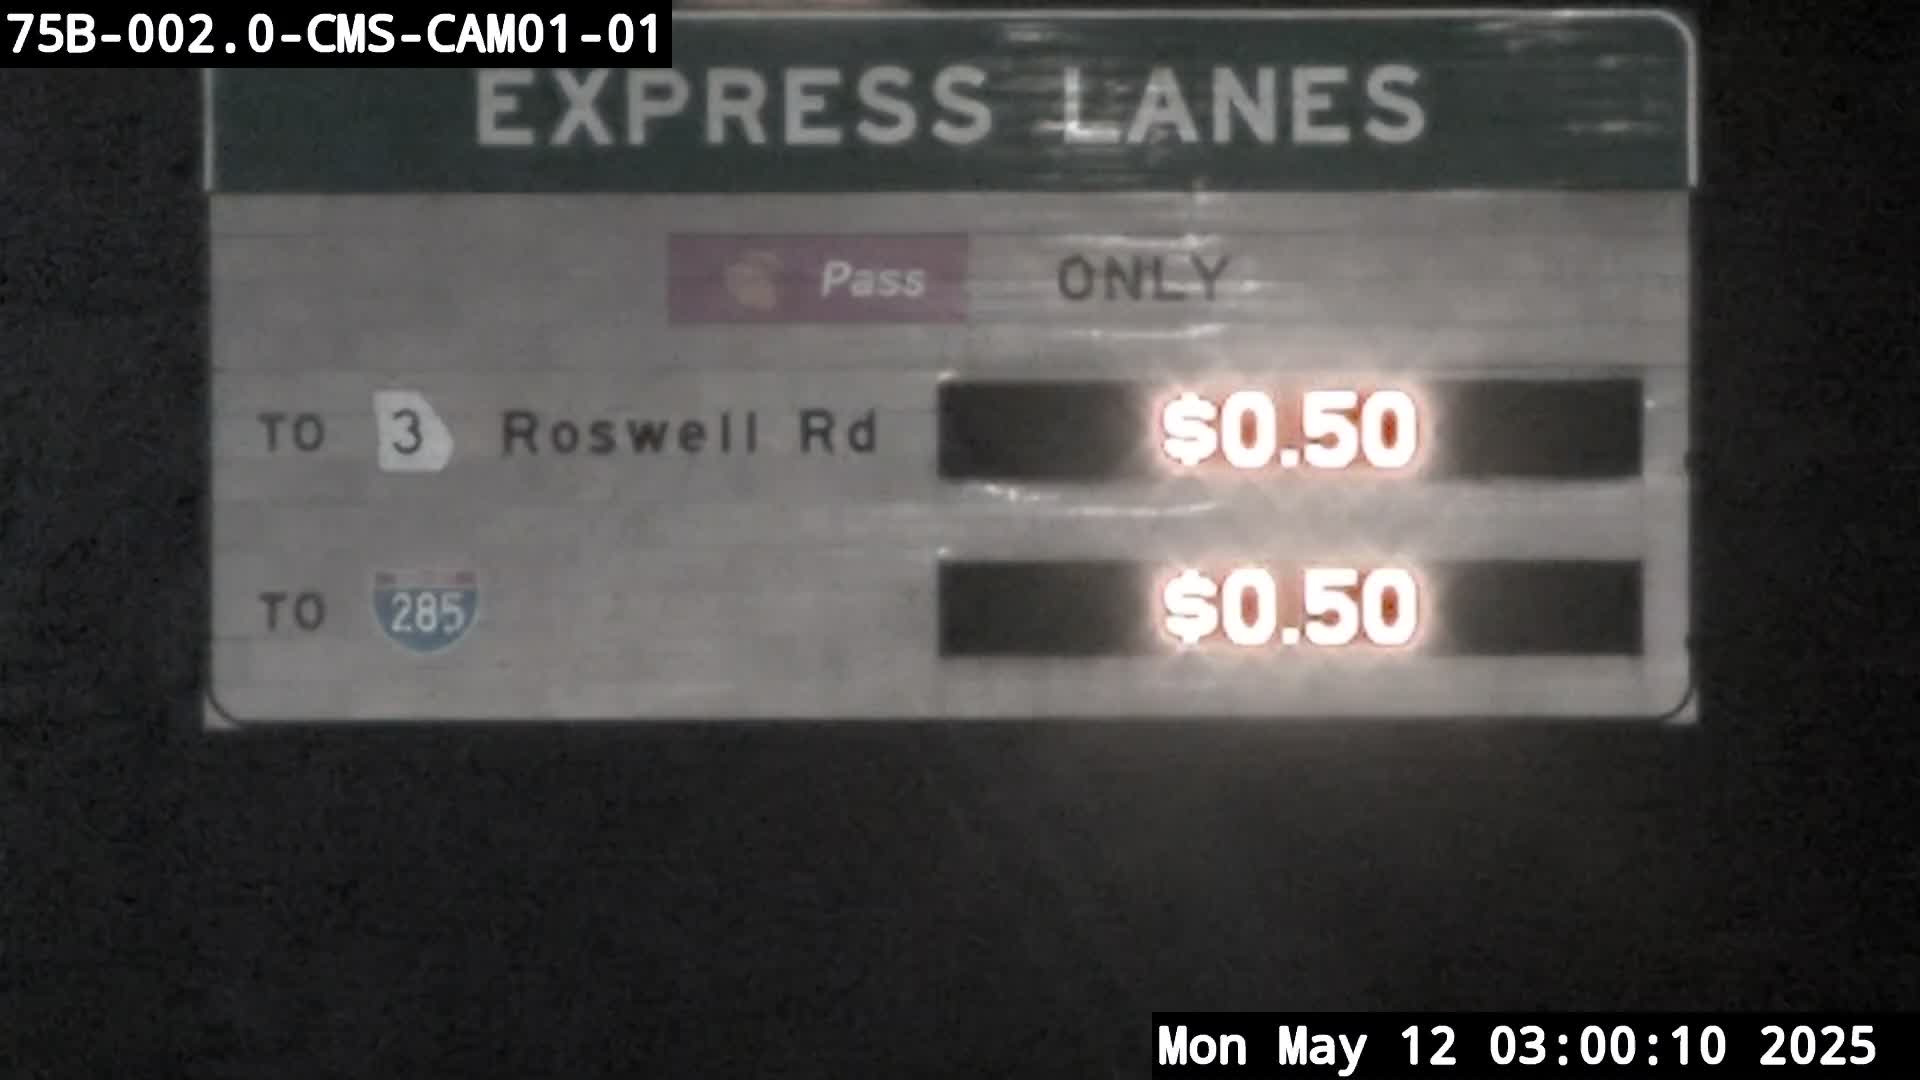 75B-002.0-CMS-CAM01-01
EXPRESS LANES
Pass ONLY
TO 3 Roswell Rd $0.50
TO 285 $0.50
Mon May 12 03:00:10 2025